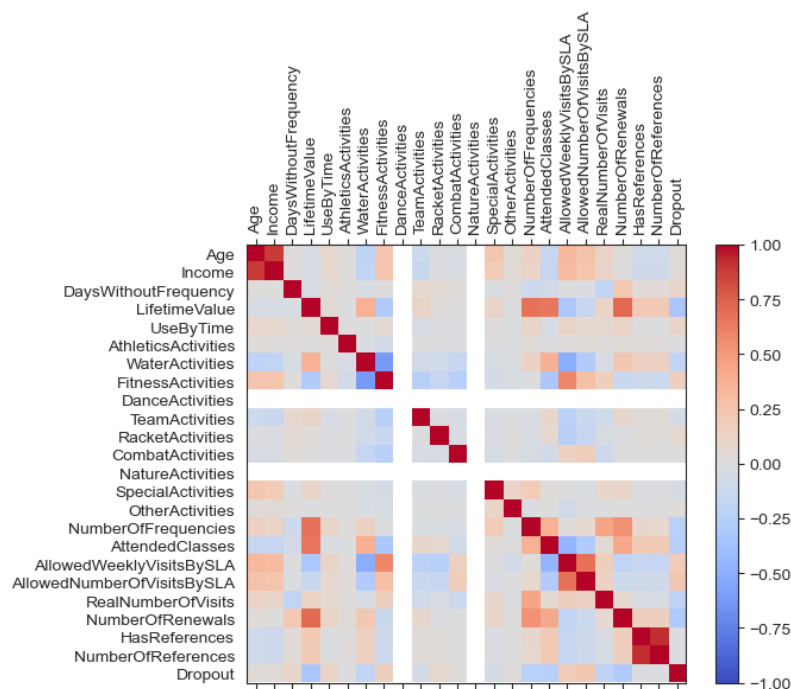 Age
Income
DaysWithoutFrequency
LifetimeValue
UseByTime
AthleticsActivities
WaterActivities
FitnessActivities
DanceActivities
TeamActivities
RacketActivities
CombatActivities
NatureActivities
SpecialActivities
OtherActivities
NumberOfFrequencies
AttendedClasses
AllowedWeeklyVisitsBySLA
AllowedNumberOfVisitsBySLA
RealNumberOfVisits
NumberOfRenewals
HasReferences
NumberOfReferences
Dropout
Age
Income
DaysWithoutFrequency
LifetimeValue
UseByTime
AthleticsActivities
WaterActivities
FitnessActivities
DanceActivities
TeamActivities
RacketActivities
CombatActivities
NatureActivities
SpecialActivities
OtherActivities
NumberOfFrequencies
AttendedClasses
AllowedWeeklyVisitsBySLA
AllowedNumberOfVisitsBySLA
RealNumberOfVisits
NumberOfRenewals
HasReferences
NumberOfReferences
Dropout
1.00
0.75
0.50
0.25
0.00
−0.25
−0.50
−0.75
−1.00